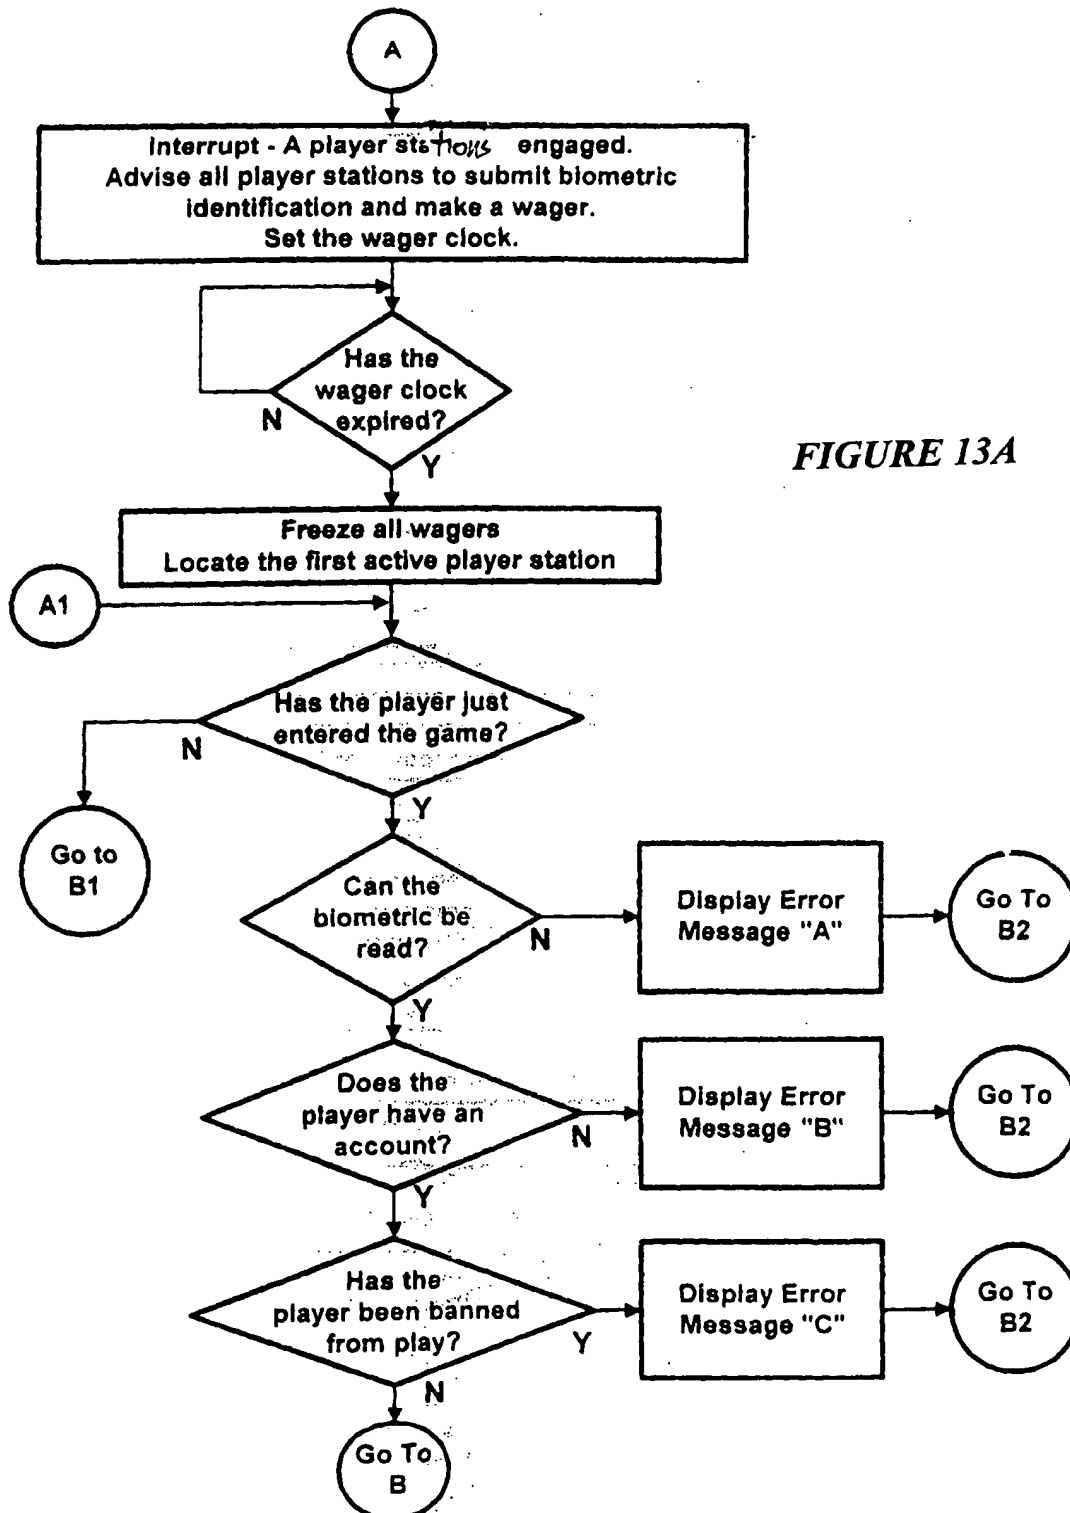 A
Interrupt - A player stations engaged.
Advise all player stations to submit biometric
identification and make a wager.
Set the wager clock.
Has the
wager clock
expired?
N
Y
FIGURE 13A
Freeze all wagers
Locate the first active player station
A1
Has the player just
entered the game?
N
Y
Go to
B1
Can the
biometric be
read?
N
Y
Display Error
Message "A"
Go To
B2
Does the
player have an
account?
N
Y
Display Error
Message "B"
Go To
B2
Has the
player been banned
from play?
Y
N
Display Error
Message "C"
Go To
B2
Go To
B